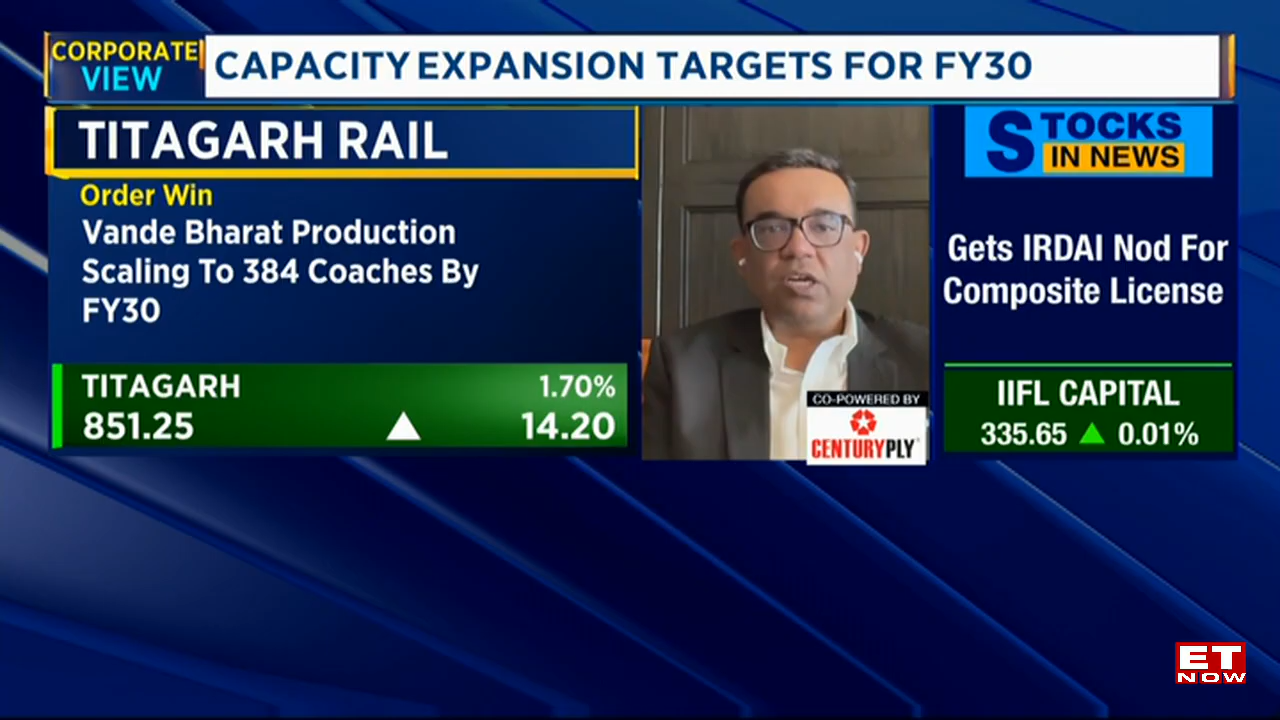 CORPORATE
VIEW
CAPACITY EXPANSION TARGETS FOR FY30
TITAGARH RAIL
Order Win
Vande Bharat Production
Scaling To 384 Coaches By
FY30
TITAGARH 1.70%
851.25 14.20
CO-POWERED BY
CENTURYPLY
STOCKS
IN NEWS
Gets IRDAI Nod For
Composite License
IIFL CAPITAL
335.65 0.01%
ET
NOW